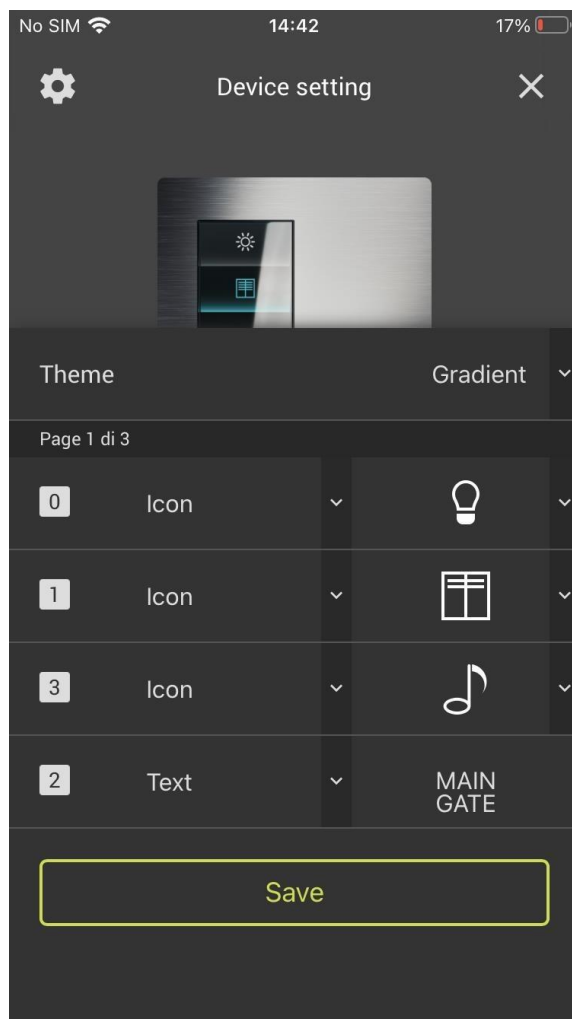 No SIM 14:42 17%
Device setting
Theme Gradient
Page 1 di 3
0 Icon
1 Icon
3 Icon
2 Text MAIN
GATE
Save